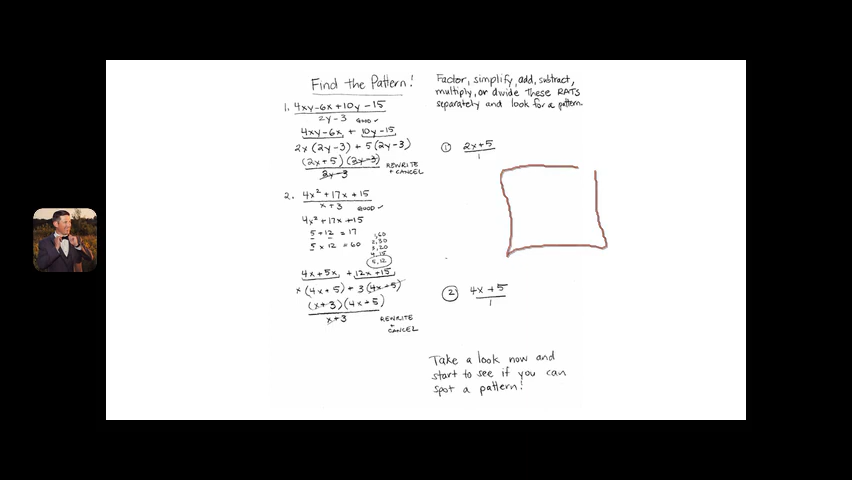 Find the Pattern!
1. 4xy-6x+10y-15
2y-3 GOOD ✓
4xy-6x + 10y-15
2x(2y-3) + 5(2y-3)
(2x+5)(2y-3)
2y-3
REWRITE
+ CANCEL
2. 4x²+17x+15
x+3 GOOD ✓
4x²+17x+15
5+12=17
5x12=60
1,60
2,30
3,20
4,15
5,12
4x+5x + 12x+15
x(4x+5)+3(4x+5)
(x+3)(4x+5)
x+3
REWRITE
+
CANCEL
Factor, simplify, add, subtract,
multiply, or divide these RATS
separately and look for a pattern
① 2x+5
1
② 4x+5
1
Take a look now and
start to see if you can
spot a pattern!